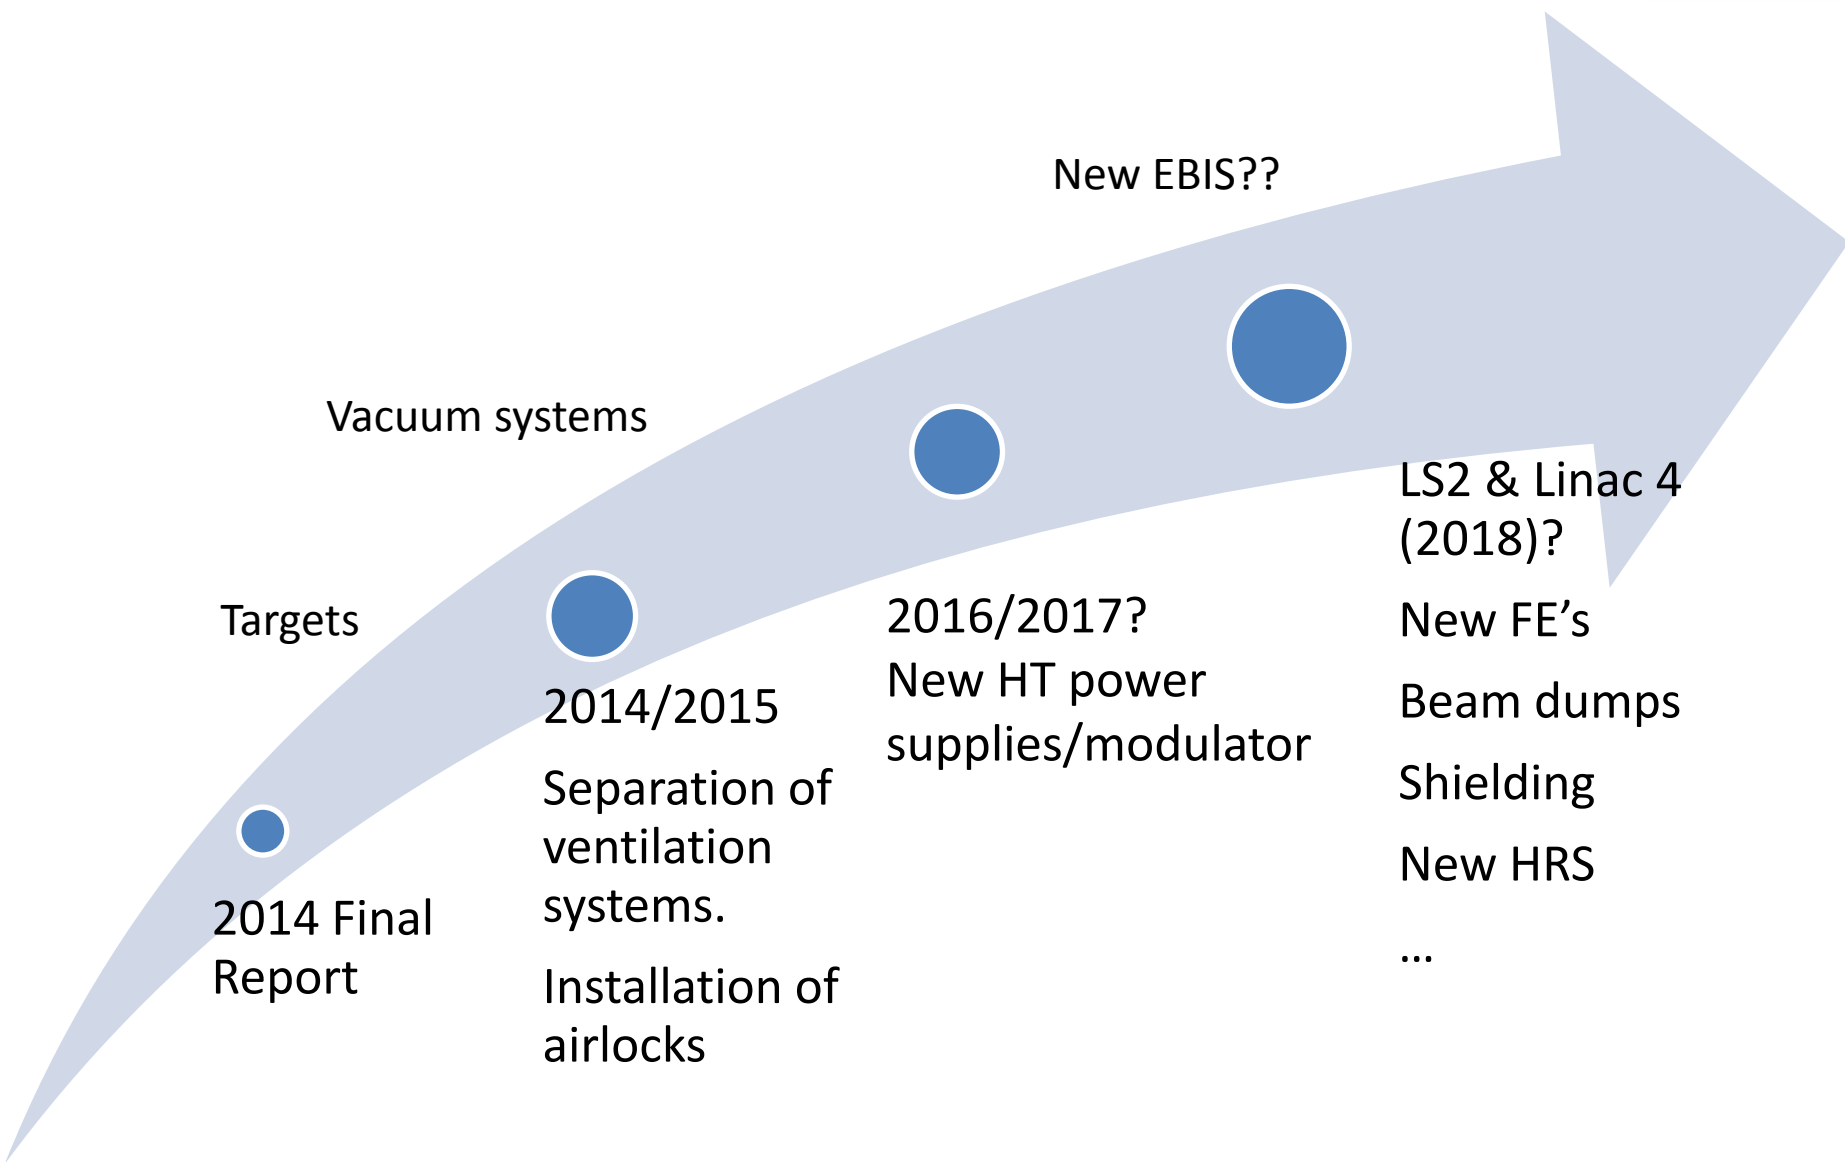 New EBIS??
Vacuum systems
Targets
2014 Final
Report
2014/2015
Separation of
ventilation
systems.
Installation of
airlocks
2016/2017?
New HT power
supplies/modulator
LS2 & Linac 4
(2018)?
New FE’s
Beam dumps
Shielding
New HRS
…